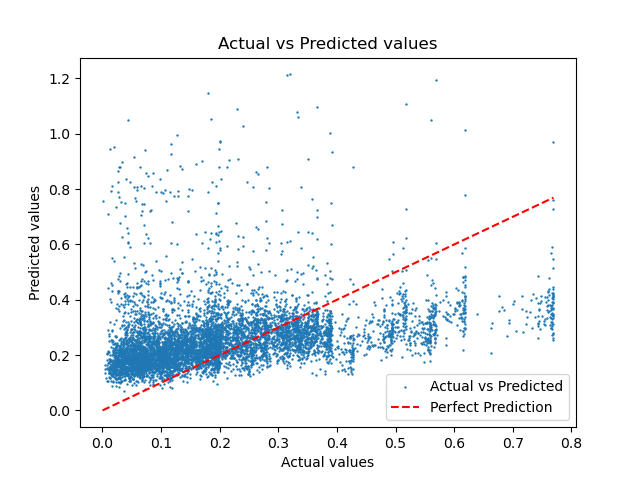 Actual vs Predicted values
Predicted values
1.2
1.0
0.8
0.6
0.4
0.2
0.0
Actual vs Predicted
Perfect Prediction
0.0 0.1 0.2 0.3 0.4 0.5 0.6 0.7 0.8
Actual values